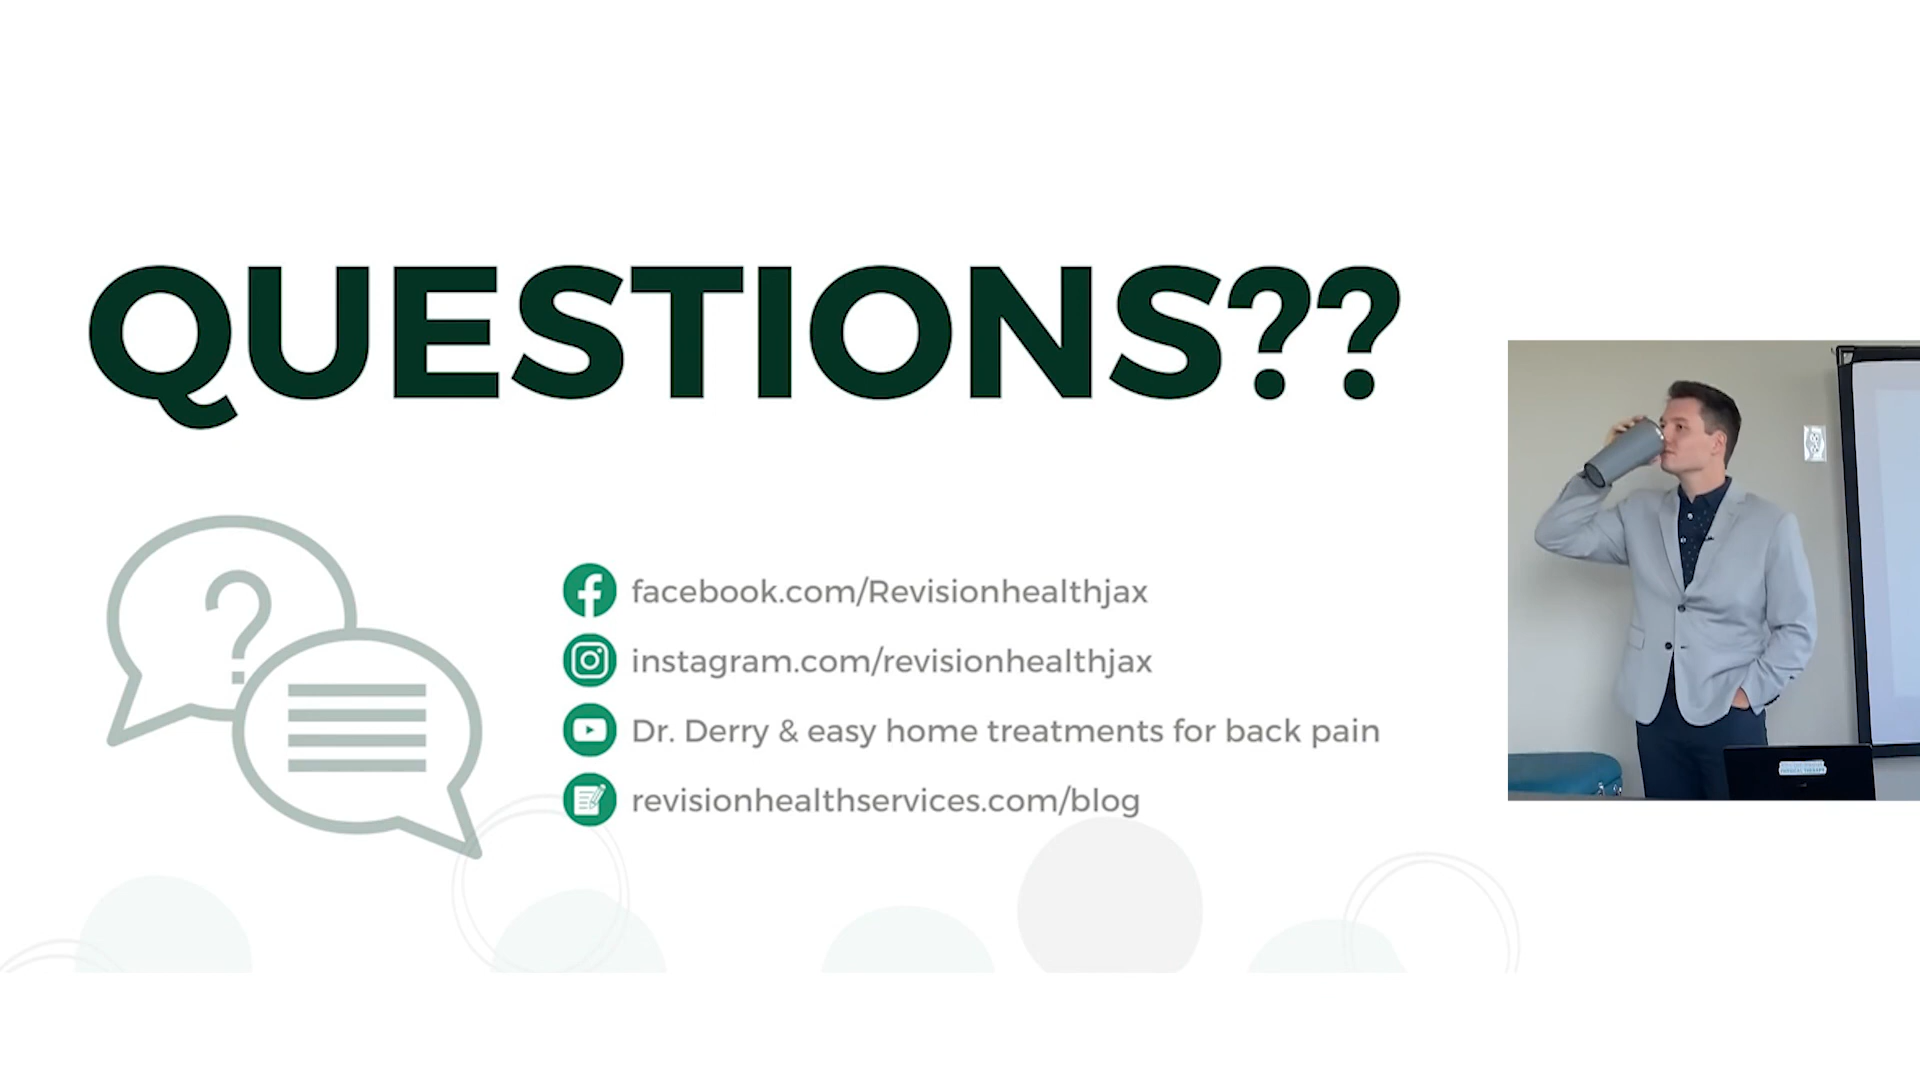 QUESTIONS??
?
facebook.com/Revisionhealthjax
instagram.com/revisionhealthjax
Dr. Derry & easy home treatments for back pain
revisionhealthservices.com/blog